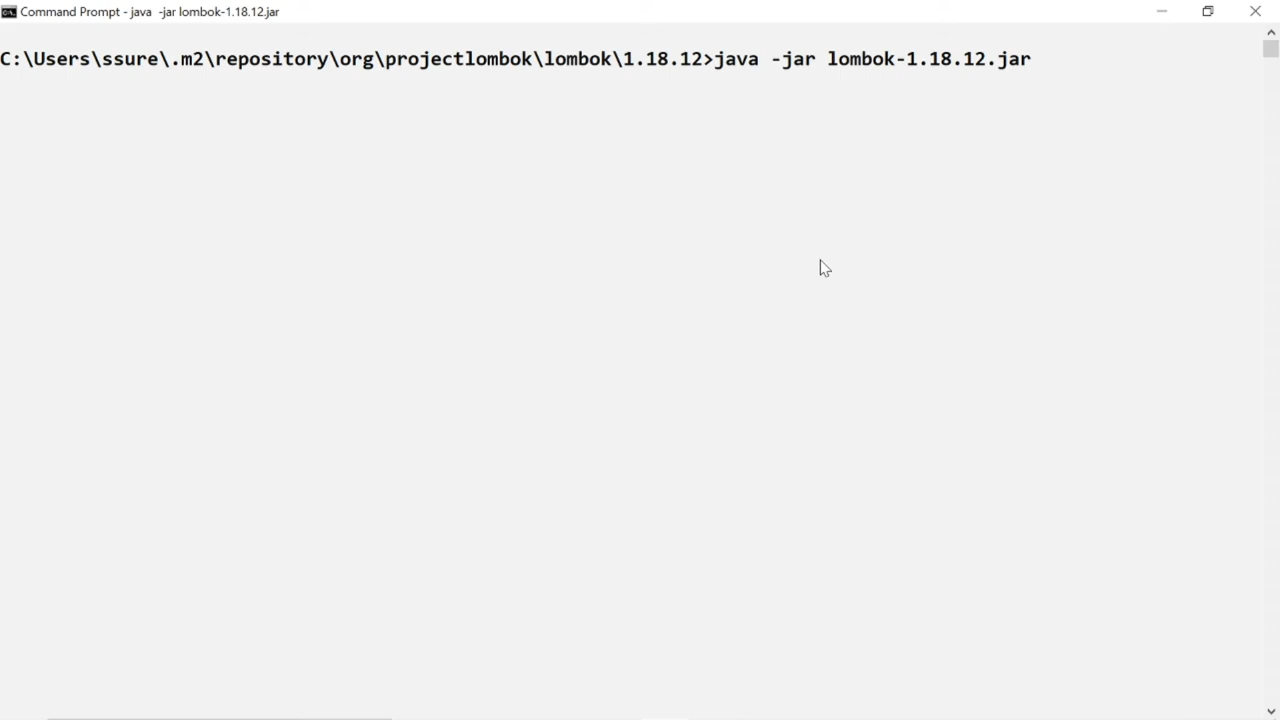 Command Prompt - java  -jar lombok-1.18.12.jar
C:\Users\ssure\.m2\repository\org\projectlombok\lombok\1.18.12>java -jar lombok-1.18.12.jar